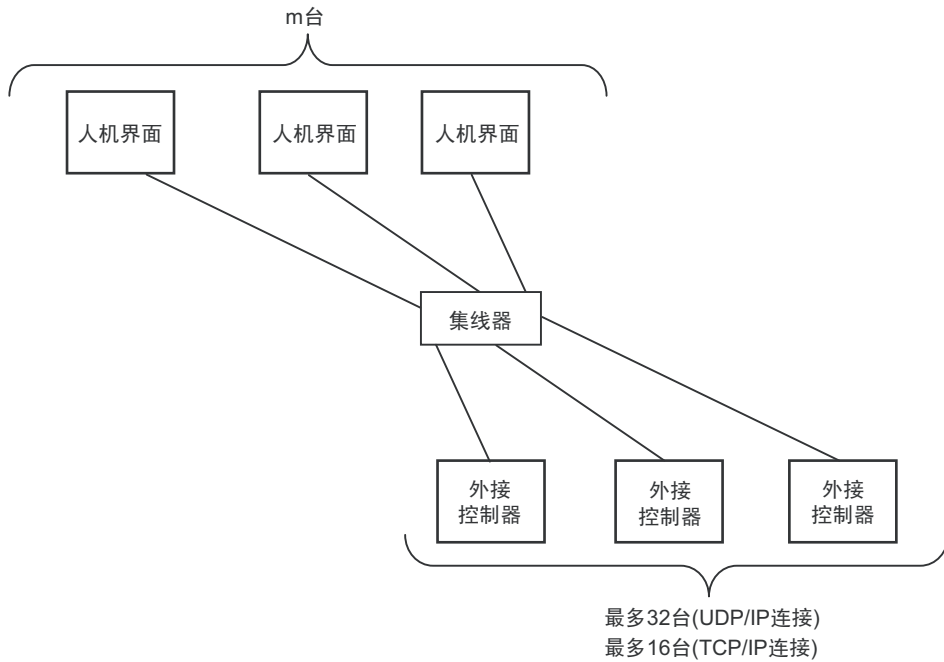 m台
人机界面
人机界面
人机界面
集线器
外接
控制器
外接
控制器
外接
控制器
最多32台(UDP/IP连接)
最多16台(TCP/IP连接)